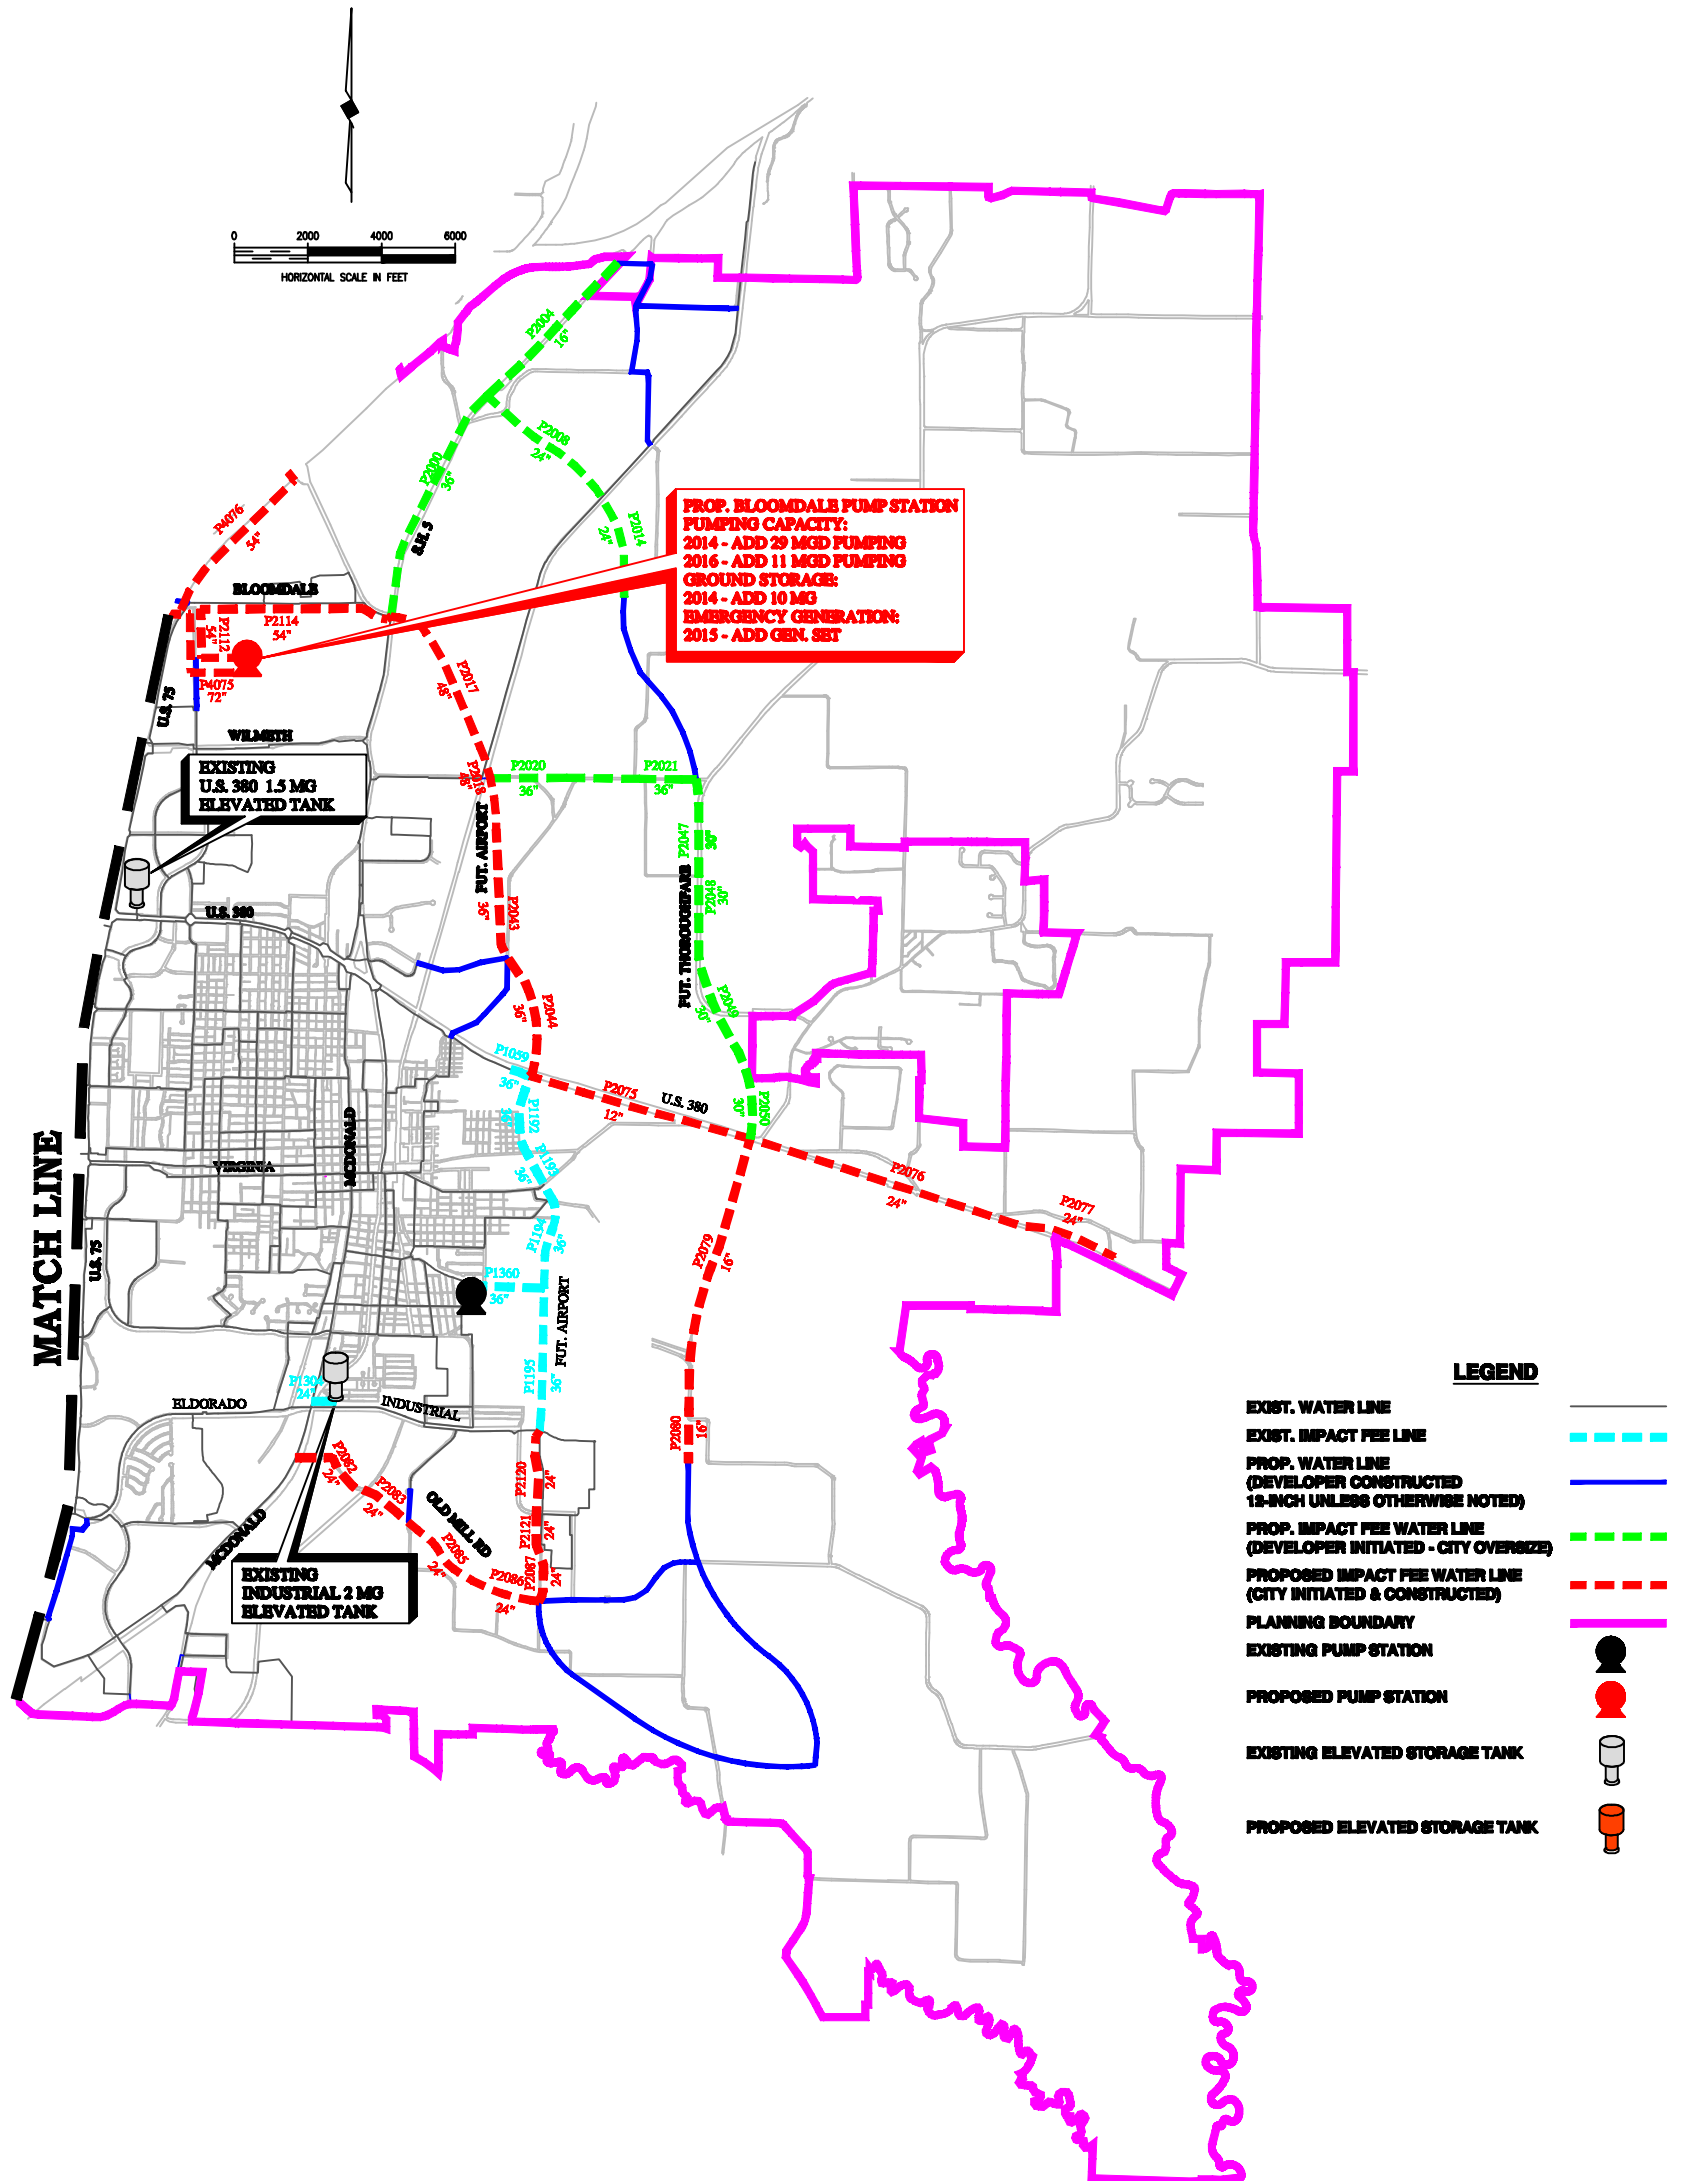 0 2000 4000 6000
HORIZONTAL SCALE IN FEET
P2004
16"
P2008
24"
P2000
36"
S.H. 5
P2014
24"
P4076
54"
PROP. BLOOMDALE PUMP STATION
PUMPING CAPACITY:
2014 - ADD 29 MGD PUMPING
2016 - ADD 11 MGD PUMPING
GROUND STORAGE:
2014 - ADD 10 MG
EMERGENCY GENERATION:
2015 - ADD GEN. SET
BLOOMDALE
P2114
54"
P2112
54"
P4075
72"
U.S. 75
P2017
48"
WILMETH
EXISTING
U.S. 380 1.5 MG
ELEVATED TANK
P2018
48"
P2020
36"
P2021
36"
FUT. AIRPORT
P2047
30"
P2048
30"
FUT. THOROUGHFARE
P2043
36"
U.S. 380
P2044
36"
P2049
30"
P1059
36"
P2075
12"
U.S. 380
P2050
30"
P1192
36"
MCDONALD
VIRGINIA
P1193
36"
P2076
24"
P2077
24"
MATCH LINE
U.S. 75
P1194
36"
P2079
16"
P1360
36"
FUT. AIRPORT
P1195
36"
24"
ELDORADO
INDUSTRIAL
P2080
16"
P2082
24"
P2083
24"
P2120
24"
OLD MILL RD
P2121
24"
MCDONALD
P2085
24"
P2086
24"
P2087
24"
EXISTING
INDUSTRIAL 2 MG
ELEVATED TANK
LEGEND
EXIST. WATER LINE
EXIST. IMPACT FEE LINE
PROP. WATER LINE
(DEVELOPER CONSTRUCTED
12-INCH UNLESS OTHERWISE NOTED)
PROP. IMPACT FEE WATER LINE
(DEVELOPER INITIATED - CITY OVERSIZE)
PROPOSED IMPACT FEE WATER LINE
(CITY INITIATED & CONSTRUCTED)
PLANNING BOUNDARY
EXISTING PUMP STATION
PROPOSED PUMP STATION
EXISTING ELEVATED STORAGE TANK
PROPOSED ELEVATED STORAGE TANK